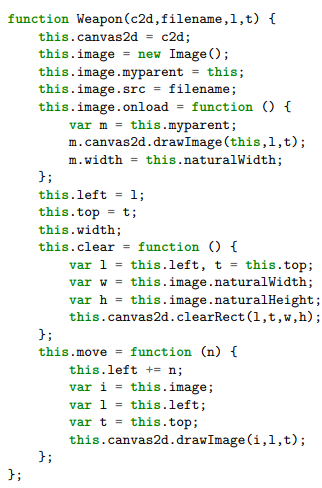 function Weapon(c2d,filename,l,t) {
    this.canvas2d = c2d;
    this.image = new Image();
    this.image.myparent = this;
    this.image.src = filename;
    this.image.onload = function () {
        var m = this.myparent;
        m.canvas2d.drawImage(this,l,t);
        m.width = this.naturalWidth;
    };
    this.left = l;
    this.top = t;
    this.width;
    this.clear = function () {
        var l = this.left, t = this.top;
        var w = this.image.naturalWidth;
        var h = this.image.naturalHeight;
        this.canvas2d.clearRect(l,t,w,h);
    };
    this.move = function (n) {
        this.left += n;
        var i = this.image;
        var l = this.left;
        var t = this.top;
        this.canvas2d.drawImage(i,l,t);
    };
};